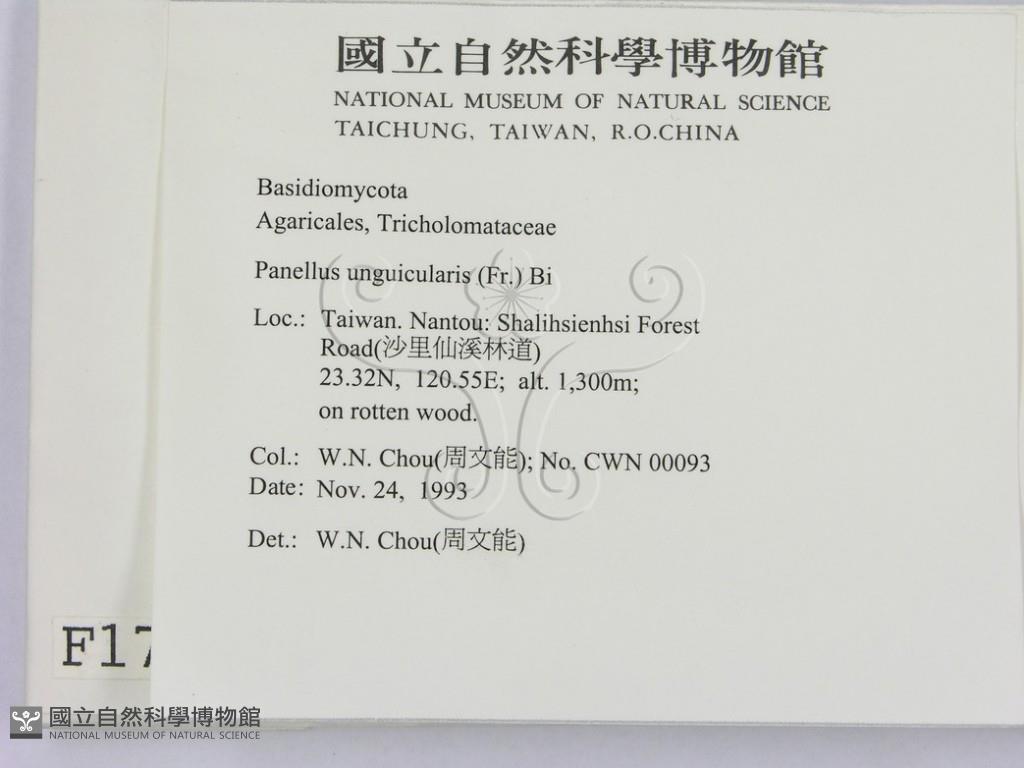 國立自然科學博物館
NATIONAL MUSEUM OF NATURAL SCIENCE
TAICHUNG, TAIWAN, R.O.CHINA
Basidiomycota
Agaricales, Tricholomataceae
Panellus unguicularis (Fr.) Bi
Loc.: Taiwan. Nantou: Shalihsienhsi Forest
Road(沙里仙溪林道)
23.32N, 120.55E; alt. 1,300m;
on rotten wood.
Col.: W.N. Chou(周文能); No. CWN 00093
Date: Nov. 24, 1993
Det.: W.N. Chou(周文能)
F17
國立自然科學博物館
NATIONAL MUSEUM OF NATURAL SCIENCE